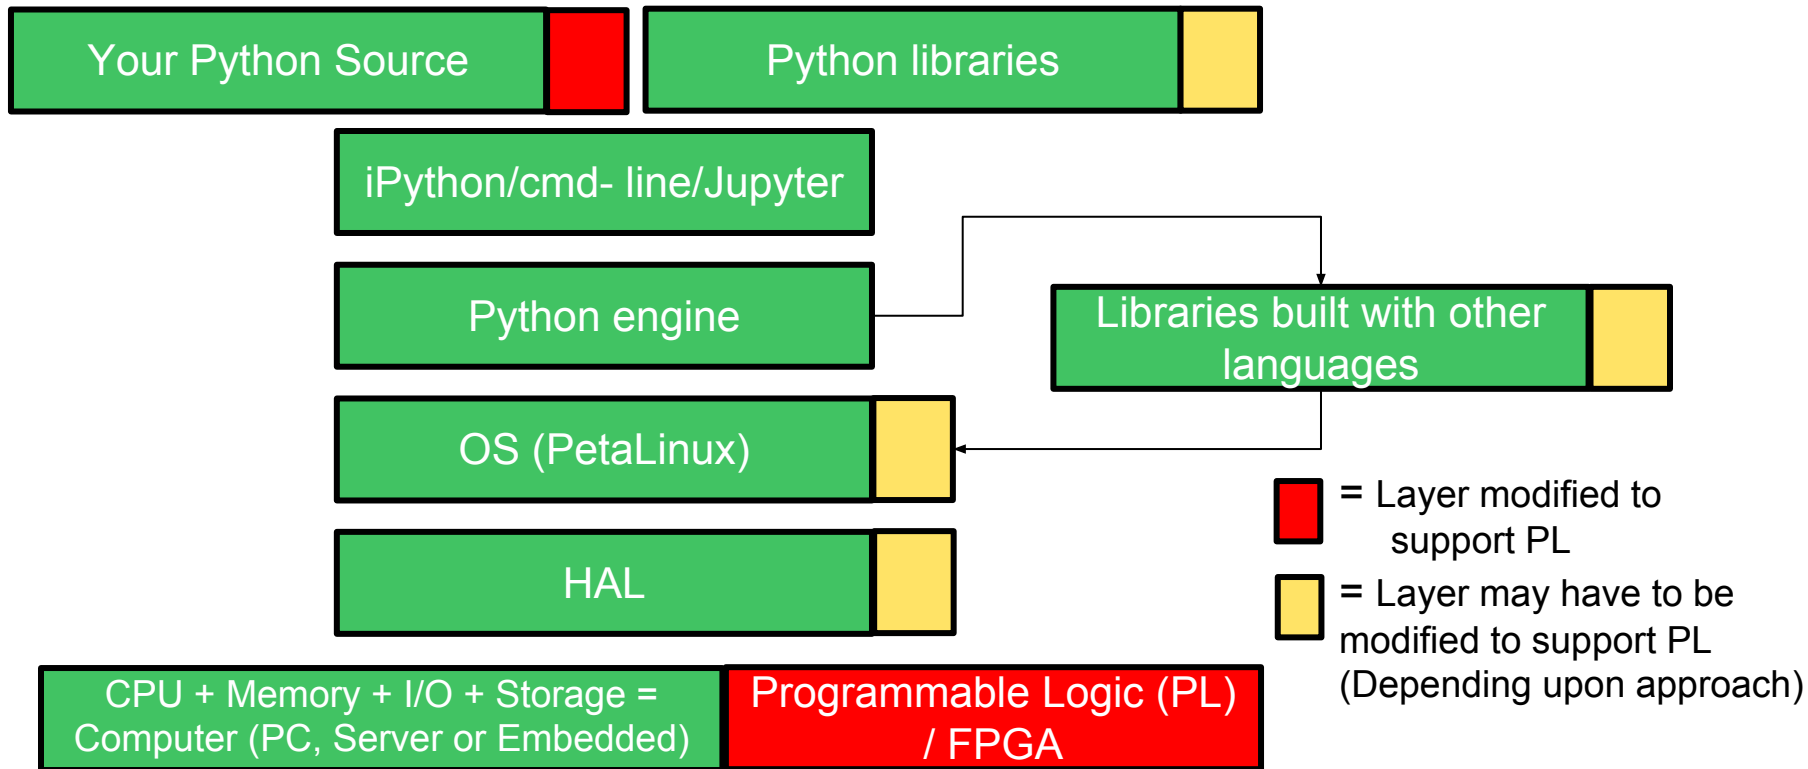 Your Python Source
Python libraries
iPython/cmd- line/Jupyter
Python engine
Libraries built with other
languages
OS (PetaLinux)
HAL
= Layer modified to
support PL
= Layer may have to be
modified to support PL
(Depending upon approach)
CPU + Memory + I/O + Storage =
Computer (PC, Server or Embedded)
Programmable Logic (PL)
/ FPGA